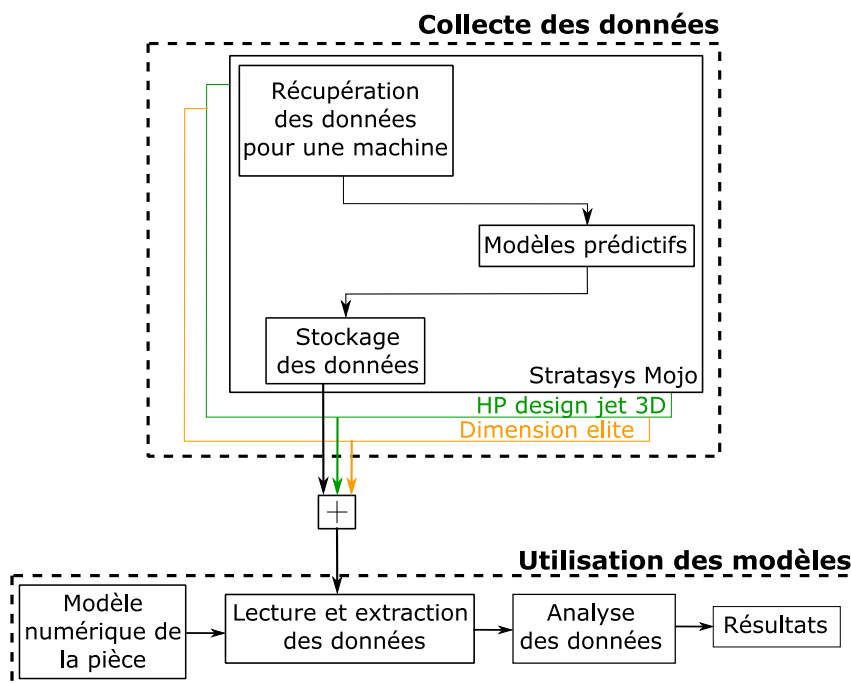 Collecte des données
Récupération
des données
pour une machine
Modèles prédictifs
Stockage
des données
Stratasys Mojo
HP design jet 3D
Dimension elite
+
Utilisation des modèles
Modèle
numérique de
la pièce
Lecture et extraction
des données
Analyse
des données
Résultats